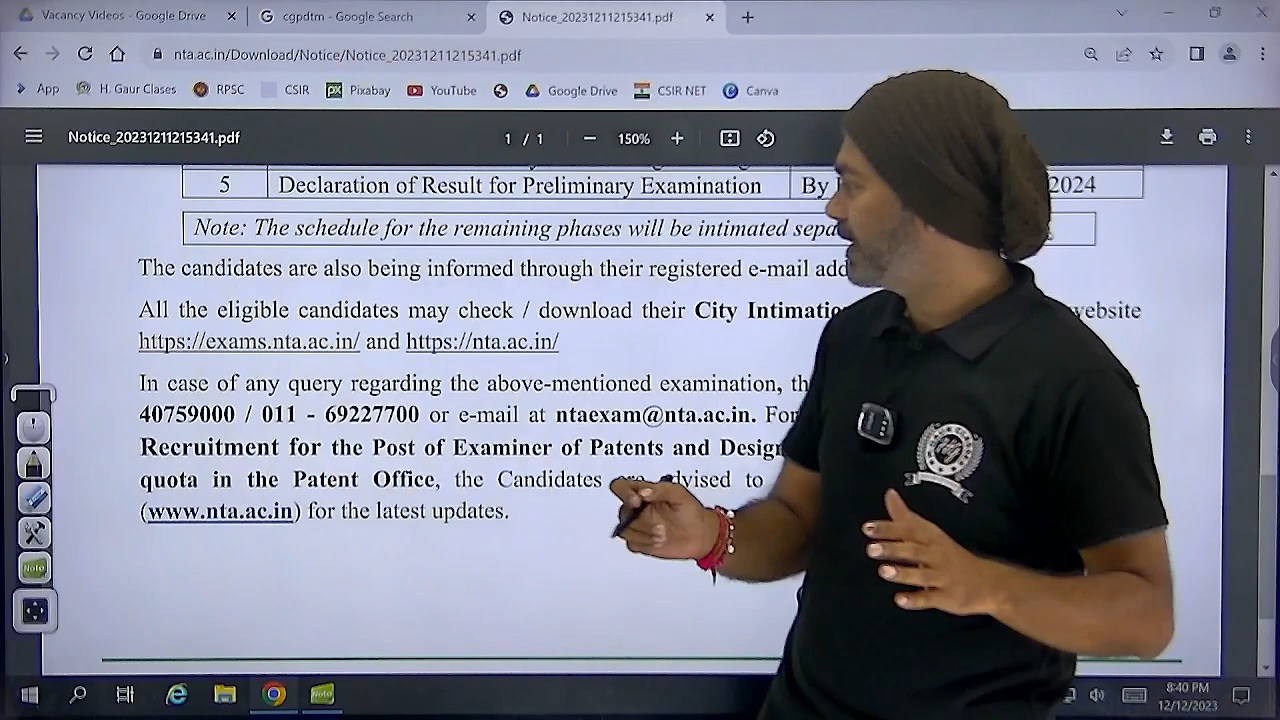 Vacancy Videos - Google Drive
cgpdtm - Google Search
Notice_20231211215341.pdf
nta.ac.in/Download/Notice/Notice_20231211215341.pdf
App H. Gaur Clases RPSC CSIR Pixabay YouTube Google Drive CSIR NET Canva
Notice_20231211215341.pdf 1 / 1 150%
5 Declaration of Result for Preliminary Examination By 2024
Note: The schedule for the remaining phases will be intimated
The candidates are also being informed through their registered e-mail
All the eligible candidates may check / download their City website
https://exams.nta.ac.in/ and https://nta.ac.in/
In case of any query regarding the above-mentioned examination,
40759000 / 011 - 69227700 or e-mail at ntaexam@nta.ac.in. For
Recruitment for the Post of Examiner of Patents and
quota in the Patent Office, the Candidates to
(www.nta.ac.in) for the latest updates.
Note
8:40 PM
12/12/2023